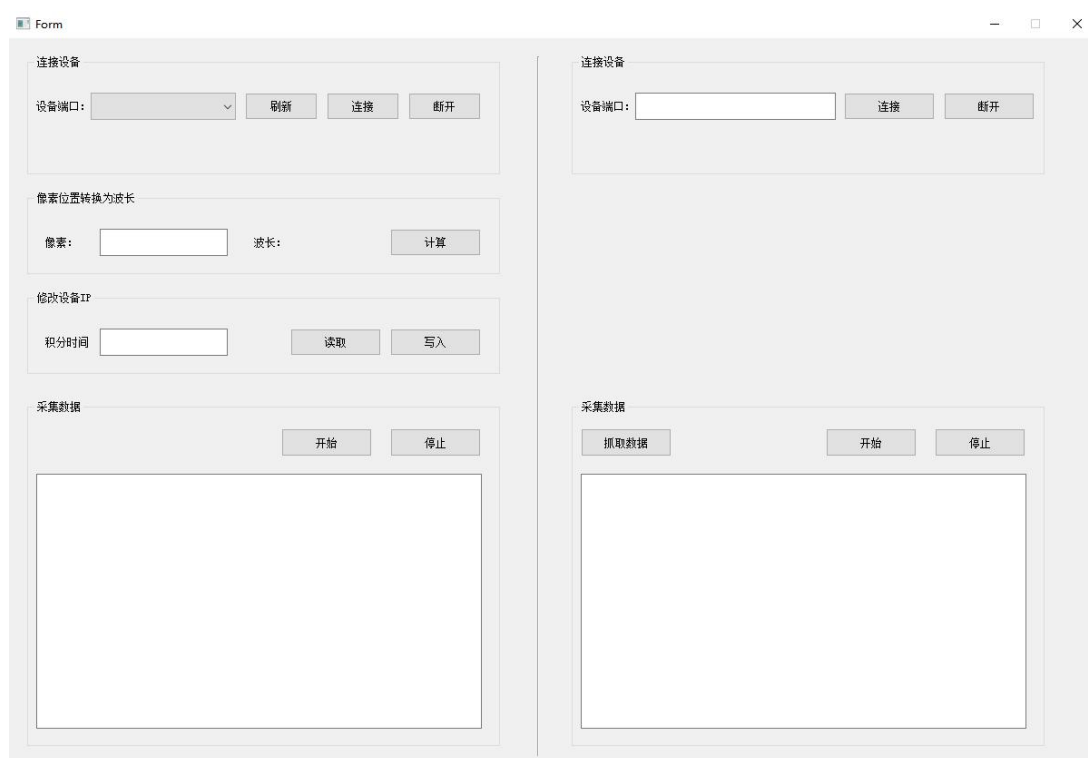 Form
连接设备
设备端口: 刷新 连接 断开
像素位置转换为波长
像素: 波长: 计算
修改设备IP
积分时间 读取 写入
采集数据
开始 停止
连接设备
设备端口: 连接 断开
采集数据
抓取数据 开始 停止